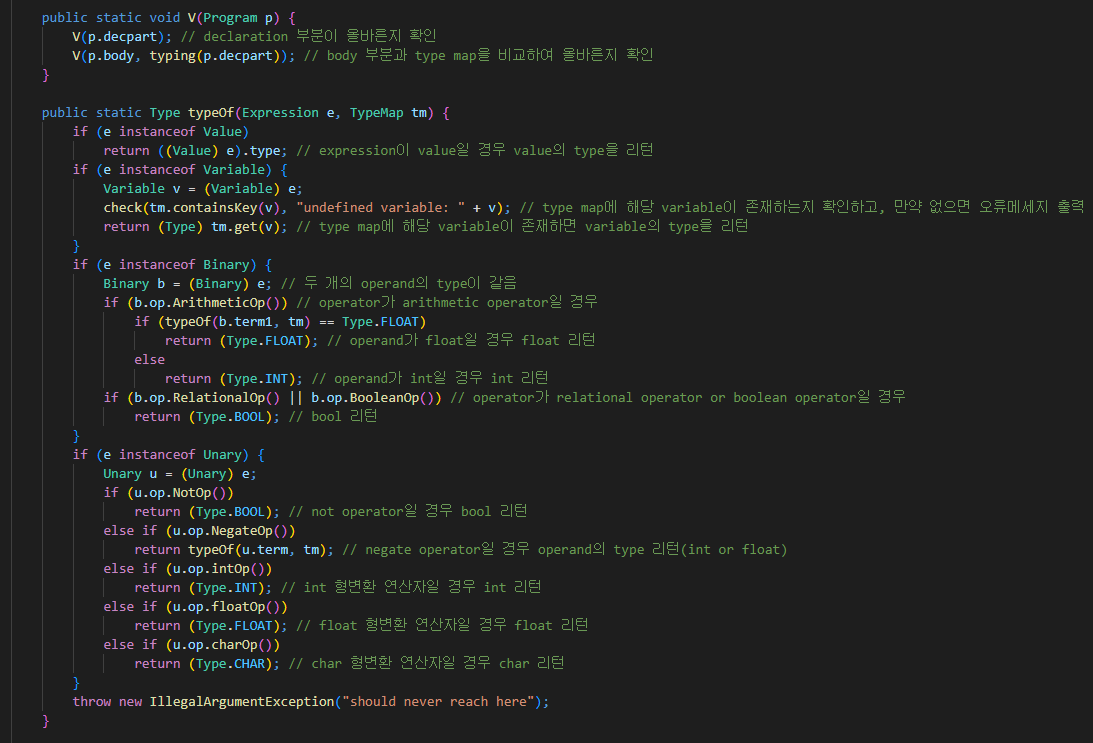 public static void V(Program p) {
V(p.decpart); // declaration 부분이 올바른지 확인
V(p.body, typing(p.decpart)); // body 부분과 type map을 비교하여 올바른지 확인
}
public static Type typeOf(Expression e, TypeMap tm) {
if (e instanceof Value)
return ((Value) e).type; // expression이 value일 경우 value의 type을 리턴
if (e instanceof Variable) {
Variable v = (Variable) e;
check(tm.containsKey(v), "undefined variable: " + v); // type map에 해당 variable이 존재하는지 확인하고, 만약 없으면 오류메세지 출력
return (Type) tm.get(v); // type map에 해당 variable이 존재하면 variable의 type을 리턴
}
if (e instanceof Binary) {
Binary b = (Binary) e; // 두 개의 operand의 type이 같음
if (b.op.ArithmeticOp()) // operator가 arithmetic operator일 경우
if (typeOf(b.term1, tm) == Type.FLOAT)
return (Type.FLOAT); // operand가 float일 경우 float 리턴
else
return (Type.INT); // operand가 int일 경우 int 리턴
if (b.op.RelationalOp() || b.op.BooleanOp()) // operator가 relational operator or boolean operator일 경우
return (Type.BOOL); // bool 리턴
}
if (e instanceof Unary) {
Unary u = (Unary) e;
if (u.op.NotOp())
return (Type.BOOL); // not operator일 경우 bool 리턴
else if (u.op.NegateOp())
return typeOf(u.term, tm); // negate operator일 경우 operand의 type 리턴(int or float)
else if (u.op.intOp())
return (Type.INT); // int 형변환 연산자일 경우 int 리턴
else if (u.op.floatOp())
return (Type.FLOAT); // float 형변환 연산자일 경우 float 리턴
else if (u.op.charOp())
return (Type.CHAR); // char 형변환 연산자일 경우 char 리턴
}
throw new IllegalArgumentException("should never reach here");
}